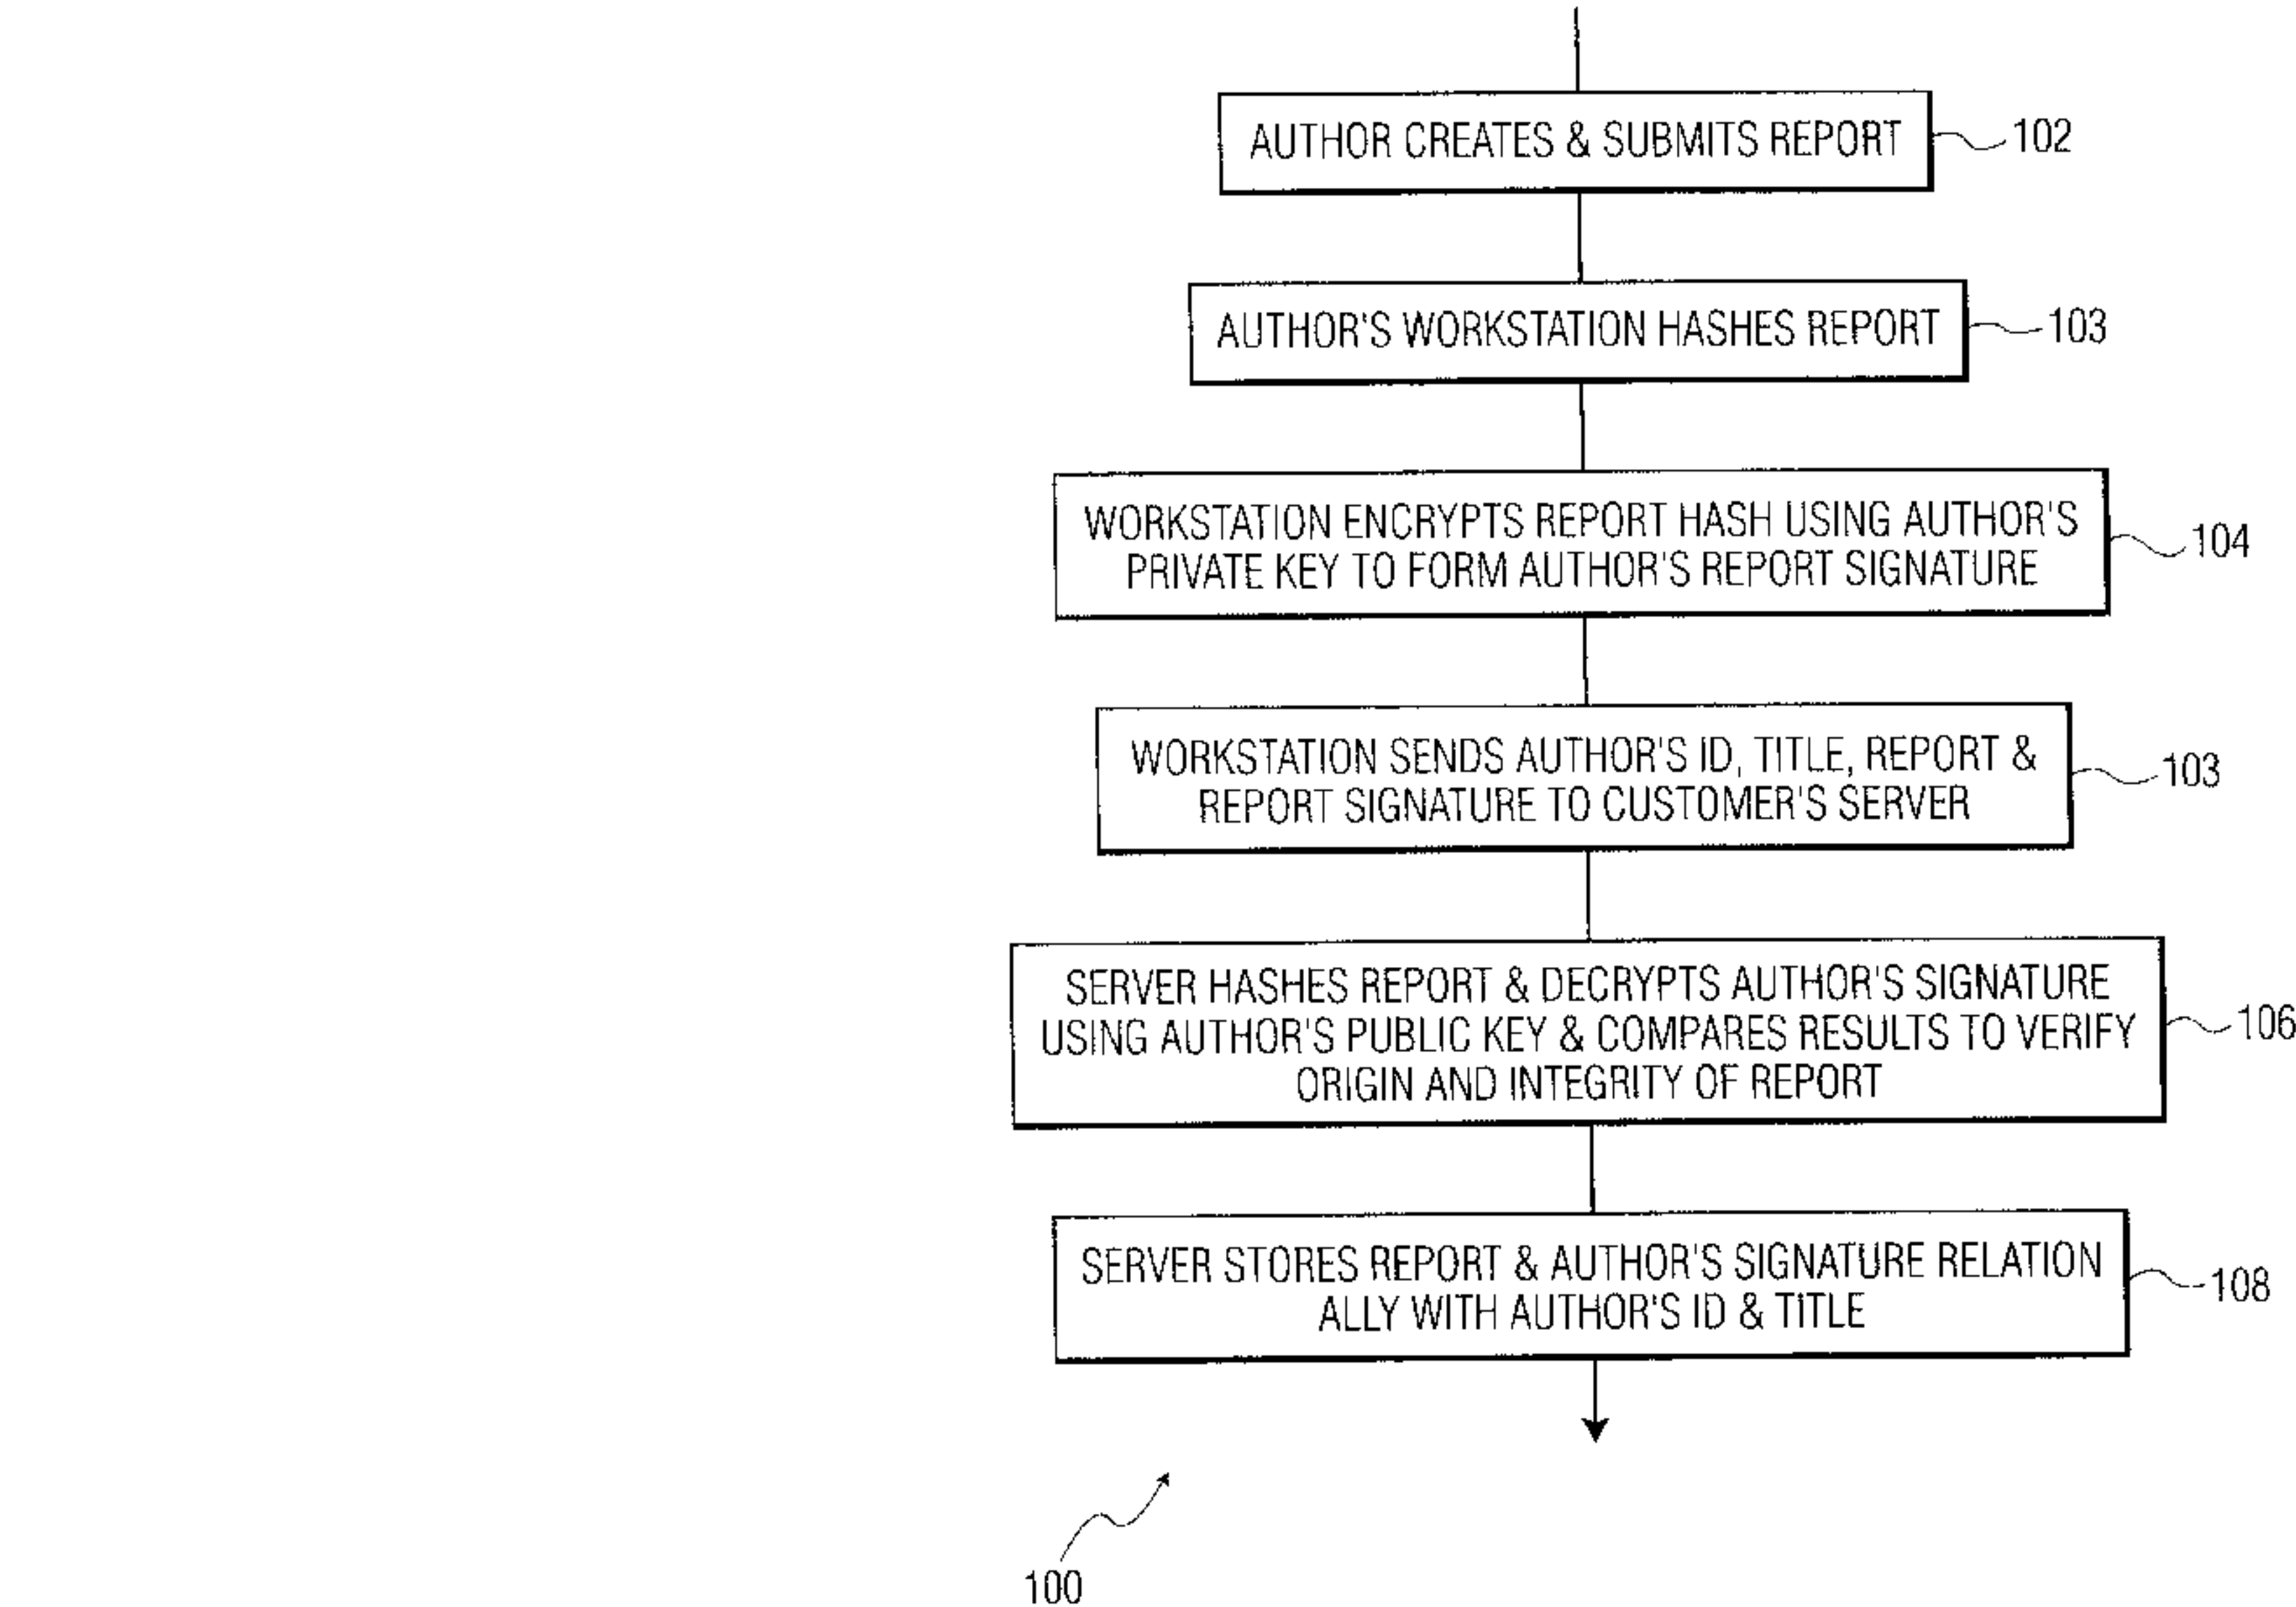 AUTHOR CREATES & SUBMITS REPORT
102
AUTHOR'S WORKSTATION HASHES REPORT
103
WORKSTATION ENCRYPTS REPORT HASH USING AUTHOR'S
PRIVATE KEY TO FORM AUTHOR'S REPORT SIGNATURE
104
WORKSTATION SENDS AUTHOR'S ID, TITLE, REPORT &
REPORT SIGNATURE TO CUSTOMER'S SERVER
103
SERVER HASHES REPORT & DECRYPTS AUTHOR'S SIGNATURE
USING AUTHOR'S PUBLIC KEY & COMPARES RESULTS TO VERIFY
ORIGIN AND INTEGRITY OF REPORT
106
SERVER STORES REPORT & AUTHOR'S SIGNATURE RELATION
ALLY WITH AUTHOR'S ID & TITLE
108
100